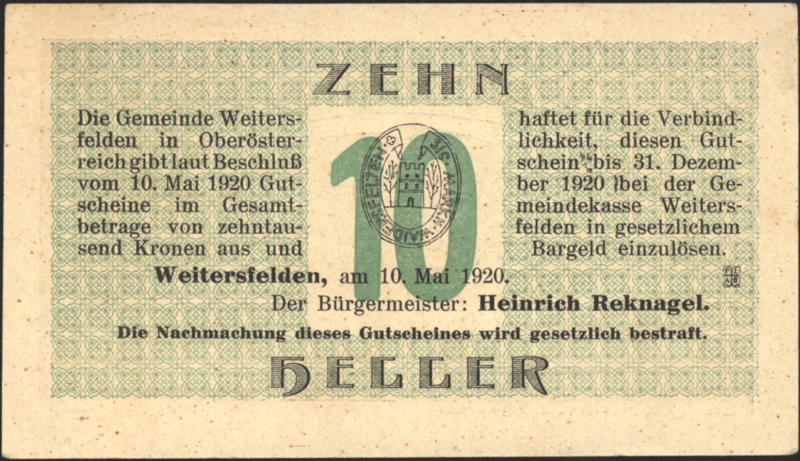 ZEHN
Die Gemeinde Weiters-
felden in Oberöster-
reich gibt laut Beschluß
vom 10. Mai 1920 Gut-
scheine im Gesamt-
betrage von zehntau-
send Kronen aus und
10
haftet für die Verbind-
lichkeit, diesen Gut-
schein bis 31. Dezem-
ber 1920 bei der Ge-
meindekasse Weiters-
felden in gesetzlichem
Bargeld einzulösen.
Weitersfelden, am 10. Mai 1920.
Der Bürgermeister: Heinrich Reknagel.
Die Nachmachung dieses Gutscheines wird gesetzlich bestraft.
HELLER